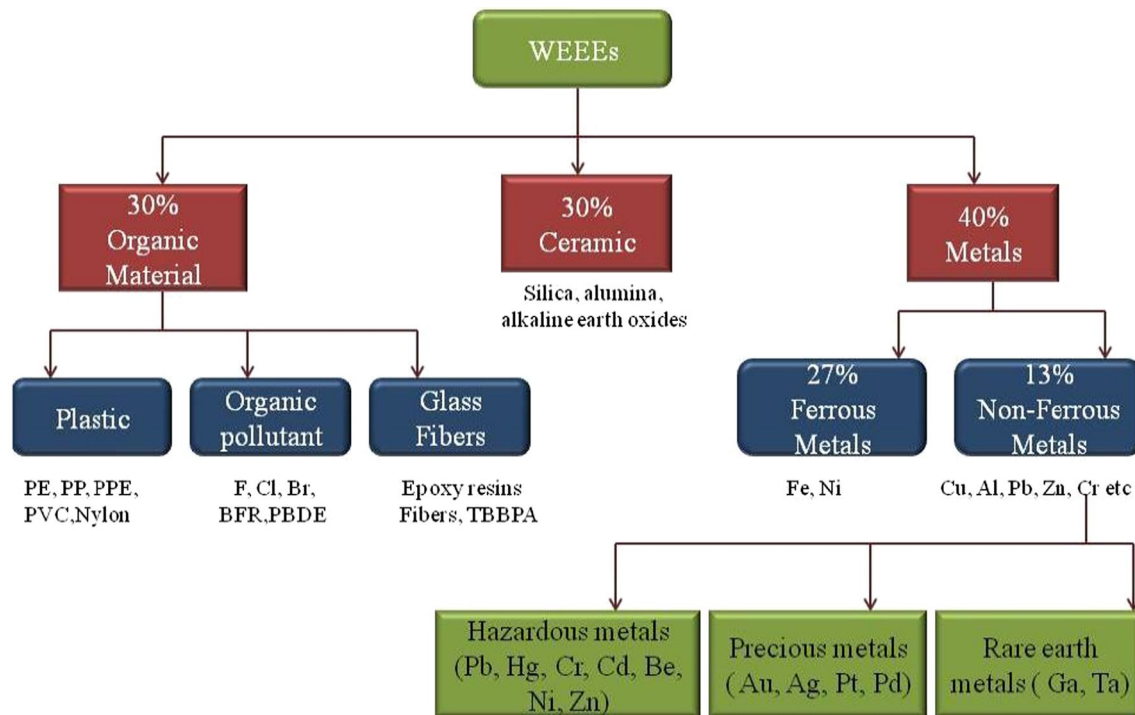 WEEEs
30%
Organic
Material
30%
Ceramic
40%
Metals
Silica, alumina,
alkaline earth oxides
Plastic
Organic
pollutant
Glass
Fibers
27%
Ferrous
Metals
13%
Non-Ferrous
Metals
PE, PP, PPE,
PVC,Nylon
F, Cl, Br,
BFR,PBDE
Epoxy resins
Fibers, TBBPA
Fe, Ni
Cu, Al, Pb, Zn, Cr etc
Hazardous metals
(Pb, Hg, Cr, Cd, Be,
Ni, Zn)
Precious metals
( Au, Ag, Pt, Pd)
Rare earth
metals ( Ga, Ta)